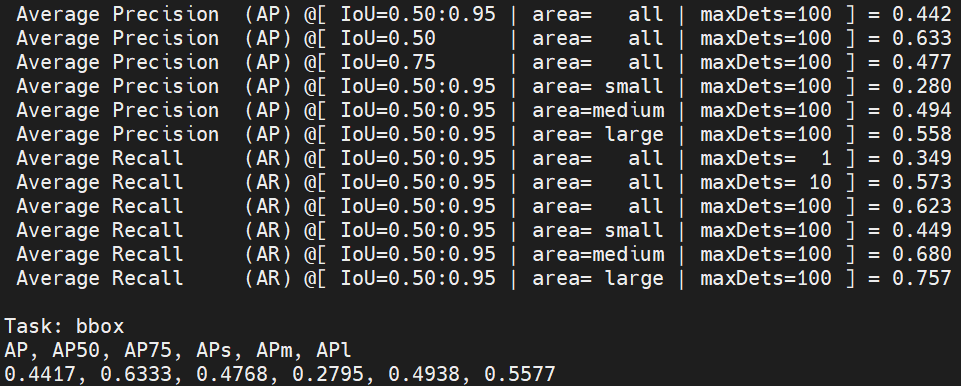 Average Precision  (AP) @[ IoU=0.50:0.95 | area=   all | maxDets=100 ] = 0.442
Average Precision  (AP) @[ IoU=0.50      | area=   all | maxDets=100 ] = 0.633
Average Precision  (AP) @[ IoU=0.75      | area=   all | maxDets=100 ] = 0.477
Average Precision  (AP) @[ IoU=0.50:0.95 | area= small | maxDets=100 ] = 0.280
Average Precision  (AP) @[ IoU=0.50:0.95 | area=medium | maxDets=100 ] = 0.494
Average Precision  (AP) @[ IoU=0.50:0.95 | area= large | maxDets=100 ] = 0.558
Average Recall     (AR) @[ IoU=0.50:0.95 | area=   all | maxDets=  1 ] = 0.349
Average Recall     (AR) @[ IoU=0.50:0.95 | area=   all | maxDets= 10 ] = 0.573
Average Recall     (AR) @[ IoU=0.50:0.95 | area=   all | maxDets=100 ] = 0.623
Average Recall     (AR) @[ IoU=0.50:0.95 | area= small | maxDets=100 ] = 0.449
Average Recall     (AR) @[ IoU=0.50:0.95 | area=medium | maxDets=100 ] = 0.680
Average Recall     (AR) @[ IoU=0.50:0.95 | area= large | maxDets=100 ] = 0.757
Task: bbox
AP, AP50, AP75, APs, APm, APl
0.4417, 0.6333, 0.4768, 0.2795, 0.4938, 0.5577